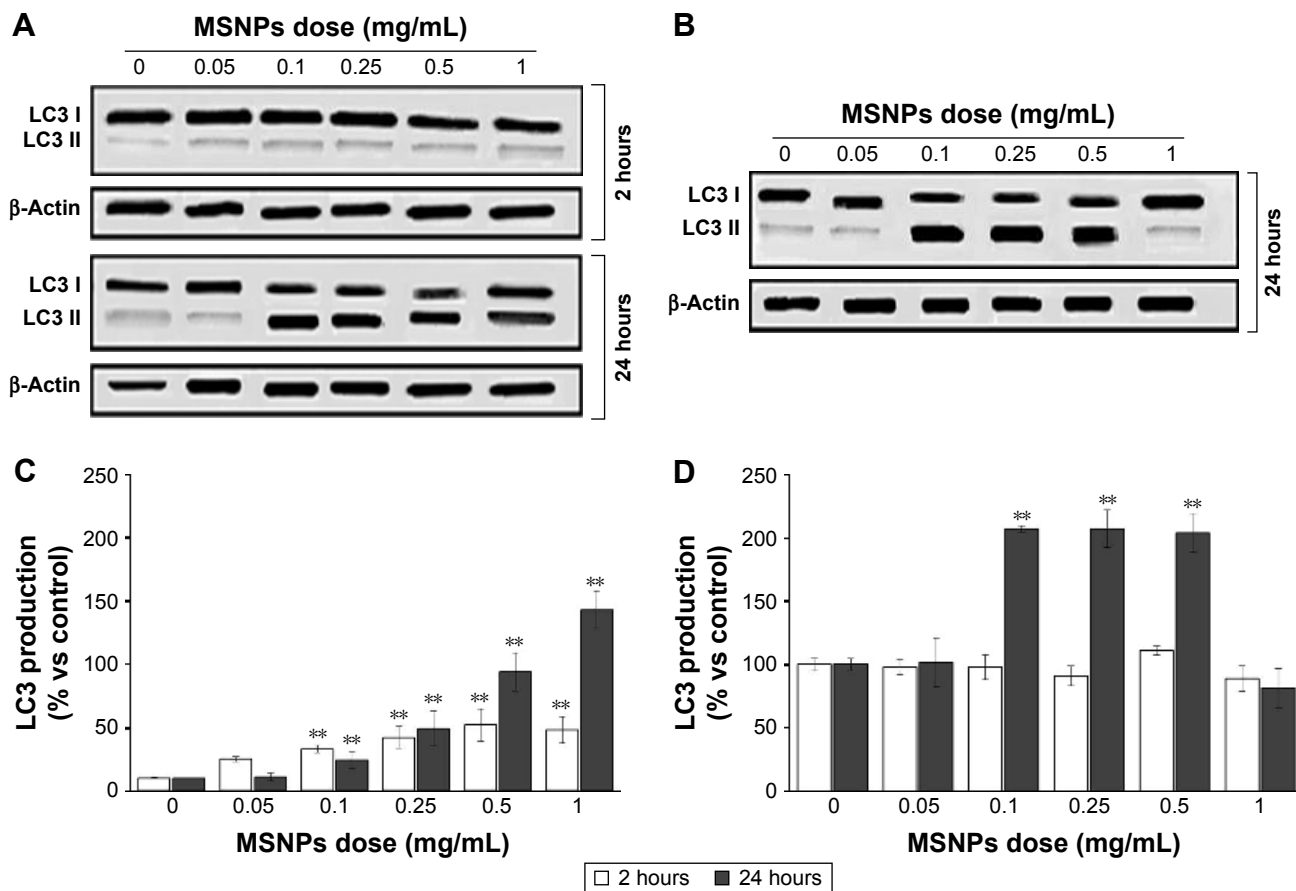 A
MSNPs dose (mg/mL)
0 0.05 0.1 0.25 0.5 1
LC3 I
LC3 II
β-Actin
2 hours
LC3 I
LC3 II
β-Actin
24 hours
B
MSNPs dose (mg/mL)
0 0.05 0.1 0.25 0.5 1
LC3 I
LC3 II
β-Actin
24 hours
C
LC3 production
(% vs control)
250
200
150
100
50
0
** ** ** ** ** ** ** **
0 0.05 0.1 0.25 0.5 1
MSNPs dose (mg/mL)
D
LC3 production
(% vs control)
250
200
150
100
50
0
** ** **
0 0.05 0.1 0.25 0.5 1
MSNPs dose (mg/mL)
2 hours 24 hours